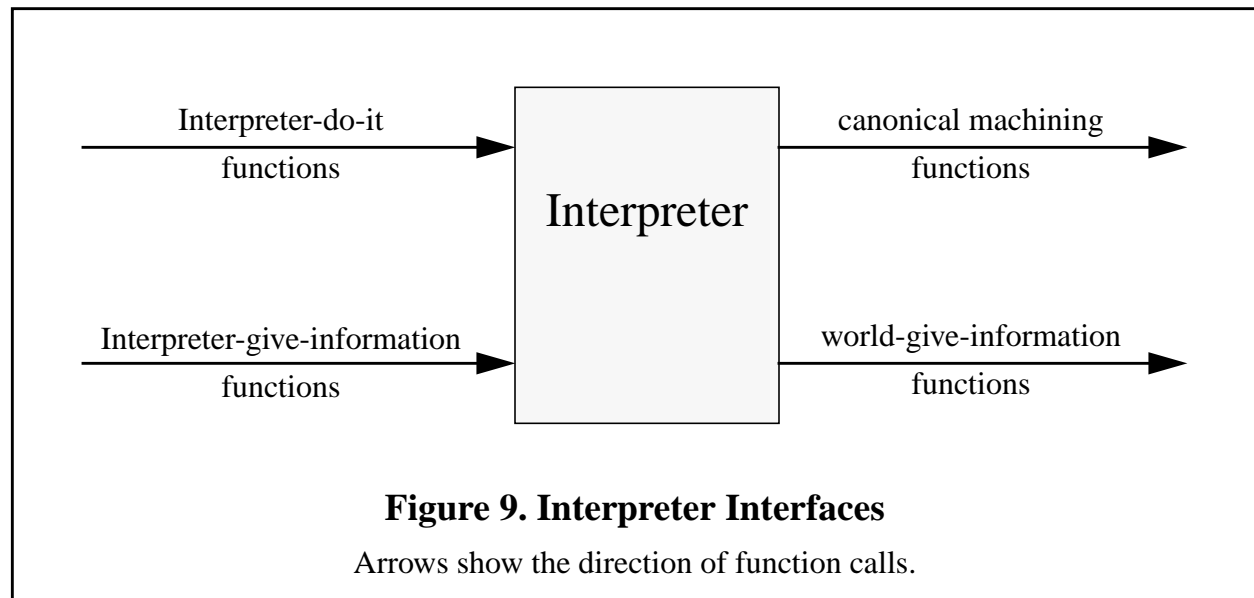 Interpreter-do-it
functions
canonical machining
functions
Interpreter
Interpreter-give-information
functions
world-give-information
functions
Figure 9. Interpreter Interfaces
Arrows show the direction of function calls.